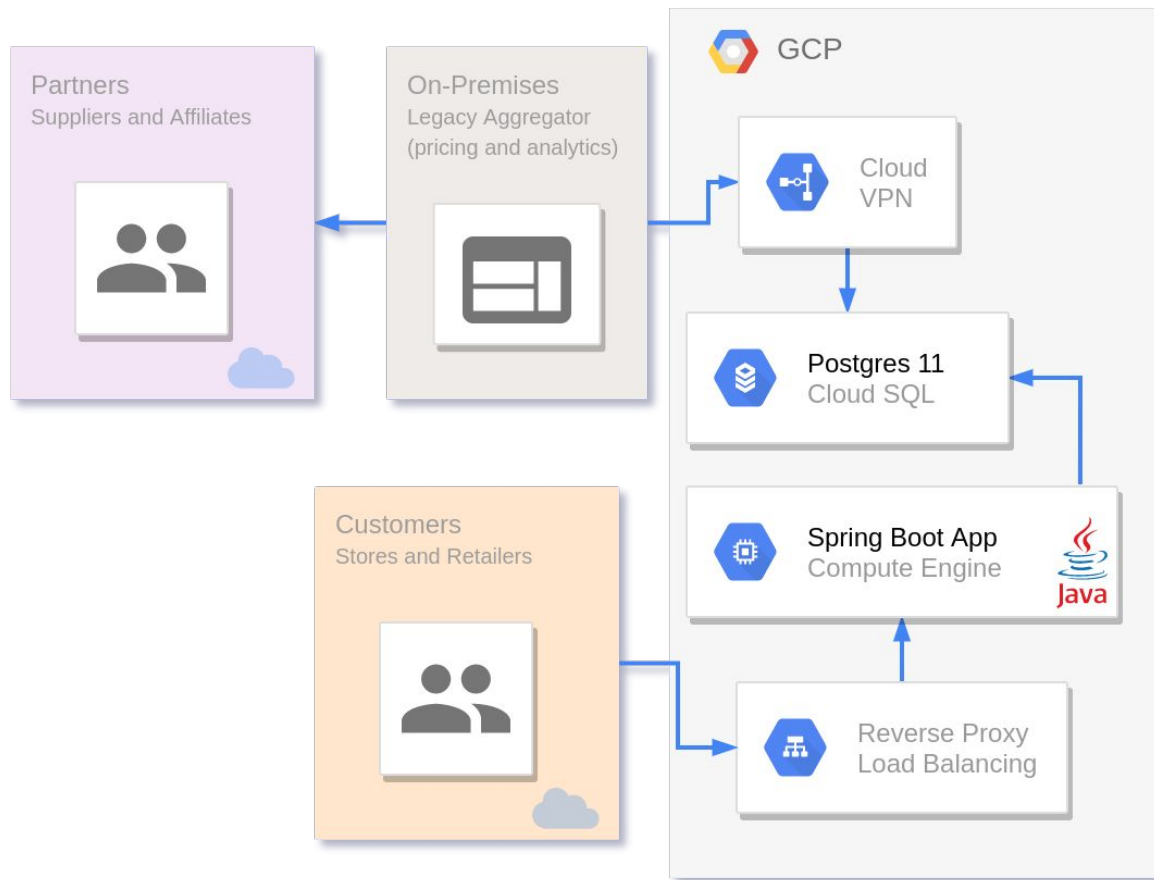 Partners
Suppliers and Affiliates
On-Premises
Legacy Aggregator
(pricing and analytics)
GCP
Cloud
VPN
Postgres 11
Cloud SQL
Customers
Stores and Retailers
Spring Boot App
Compute Engine
Java
Reverse Proxy
Load Balancing